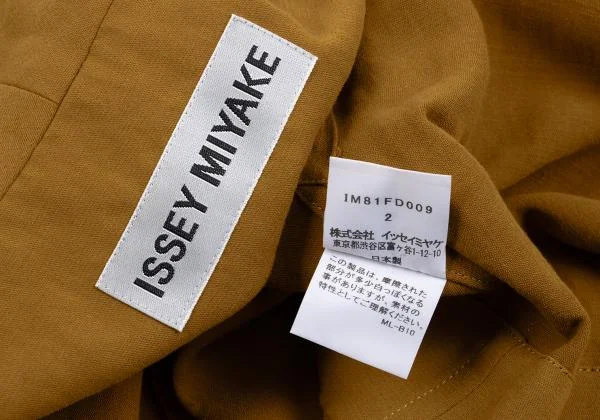 ISSEY MIYAKE
IM81FD009
2
株式会社 イッセイミヤケ
東京都渋谷区富ヶ谷1-12-10
日本製
この製品は、摩擦された
部分が多少白っぽくなる
事がありますが、素材の
特性としてご理解ください。
ML-B10